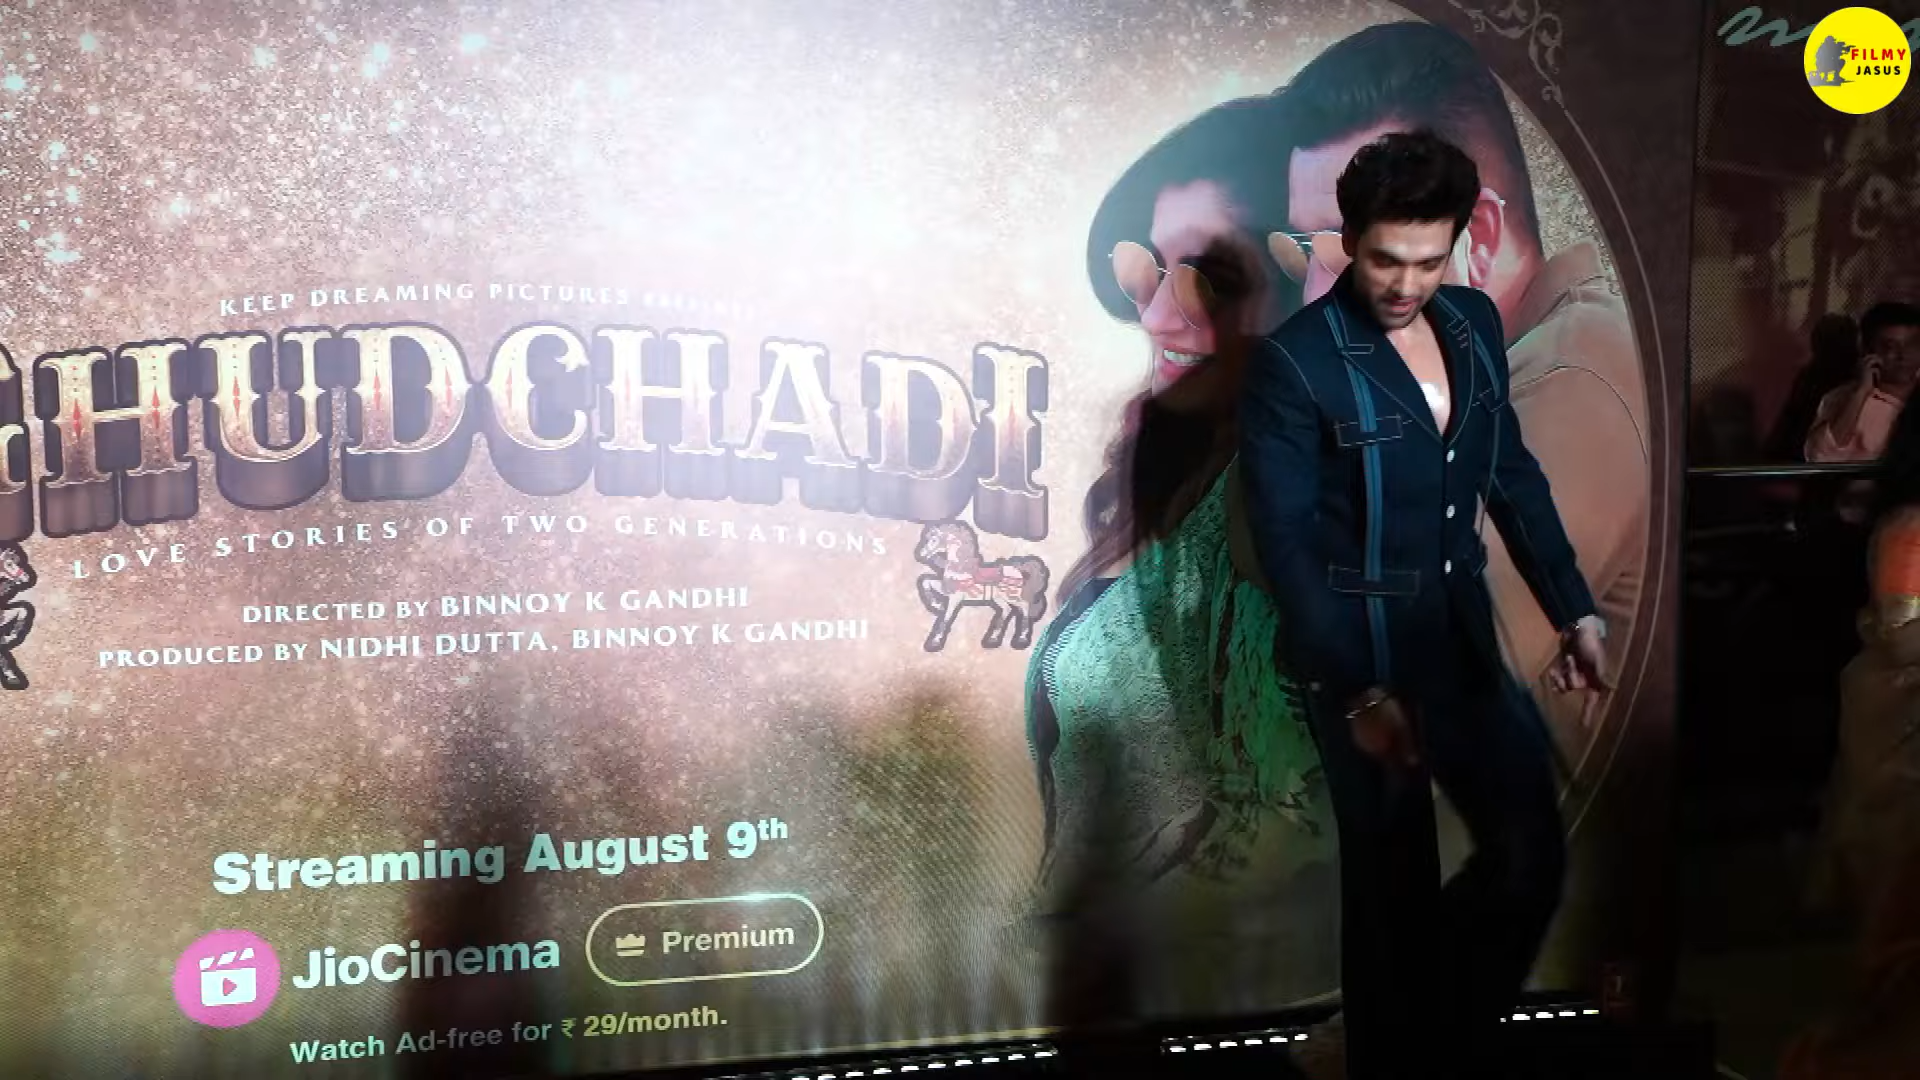 FILMY
JASUS
KEEP DREAMING PICTURES
GHUDCHADI
LOVE STORIES OF TWO GENERATIONS
DIRECTED BY BINNOY K GANDHI
PRODUCED BY NIDHI DUTTA, BINNOY K GANDHI
Streaming August 9th
JioCinema Premium
Watch Ad-free for ₹ 29/month.